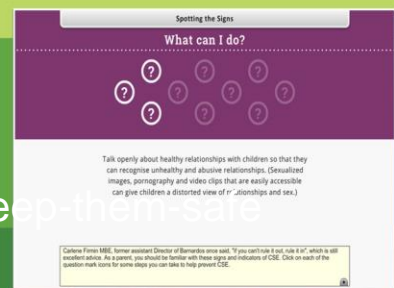 Spotting the Signs
What can I do?
? ? ?
? ? ? ?
? ? ?
Talk openly about healthy relationships with children so that they
can recognise unhealthy and abusive relationships. (Sexualized
images, pornography and video clips that are easily accessible
can give children a distorted view of relationships and sex.)
eep-them-safe
Carlene Firmin MBE, former assistant Director of Barnardos once said, "If you can't rule it out, rule it in", which is still
excellent advice. As a parent, you should be familiar with these signs and indicators of CSE. Click on each of the
question mark icons for some steps you can take to help prevent CSE.